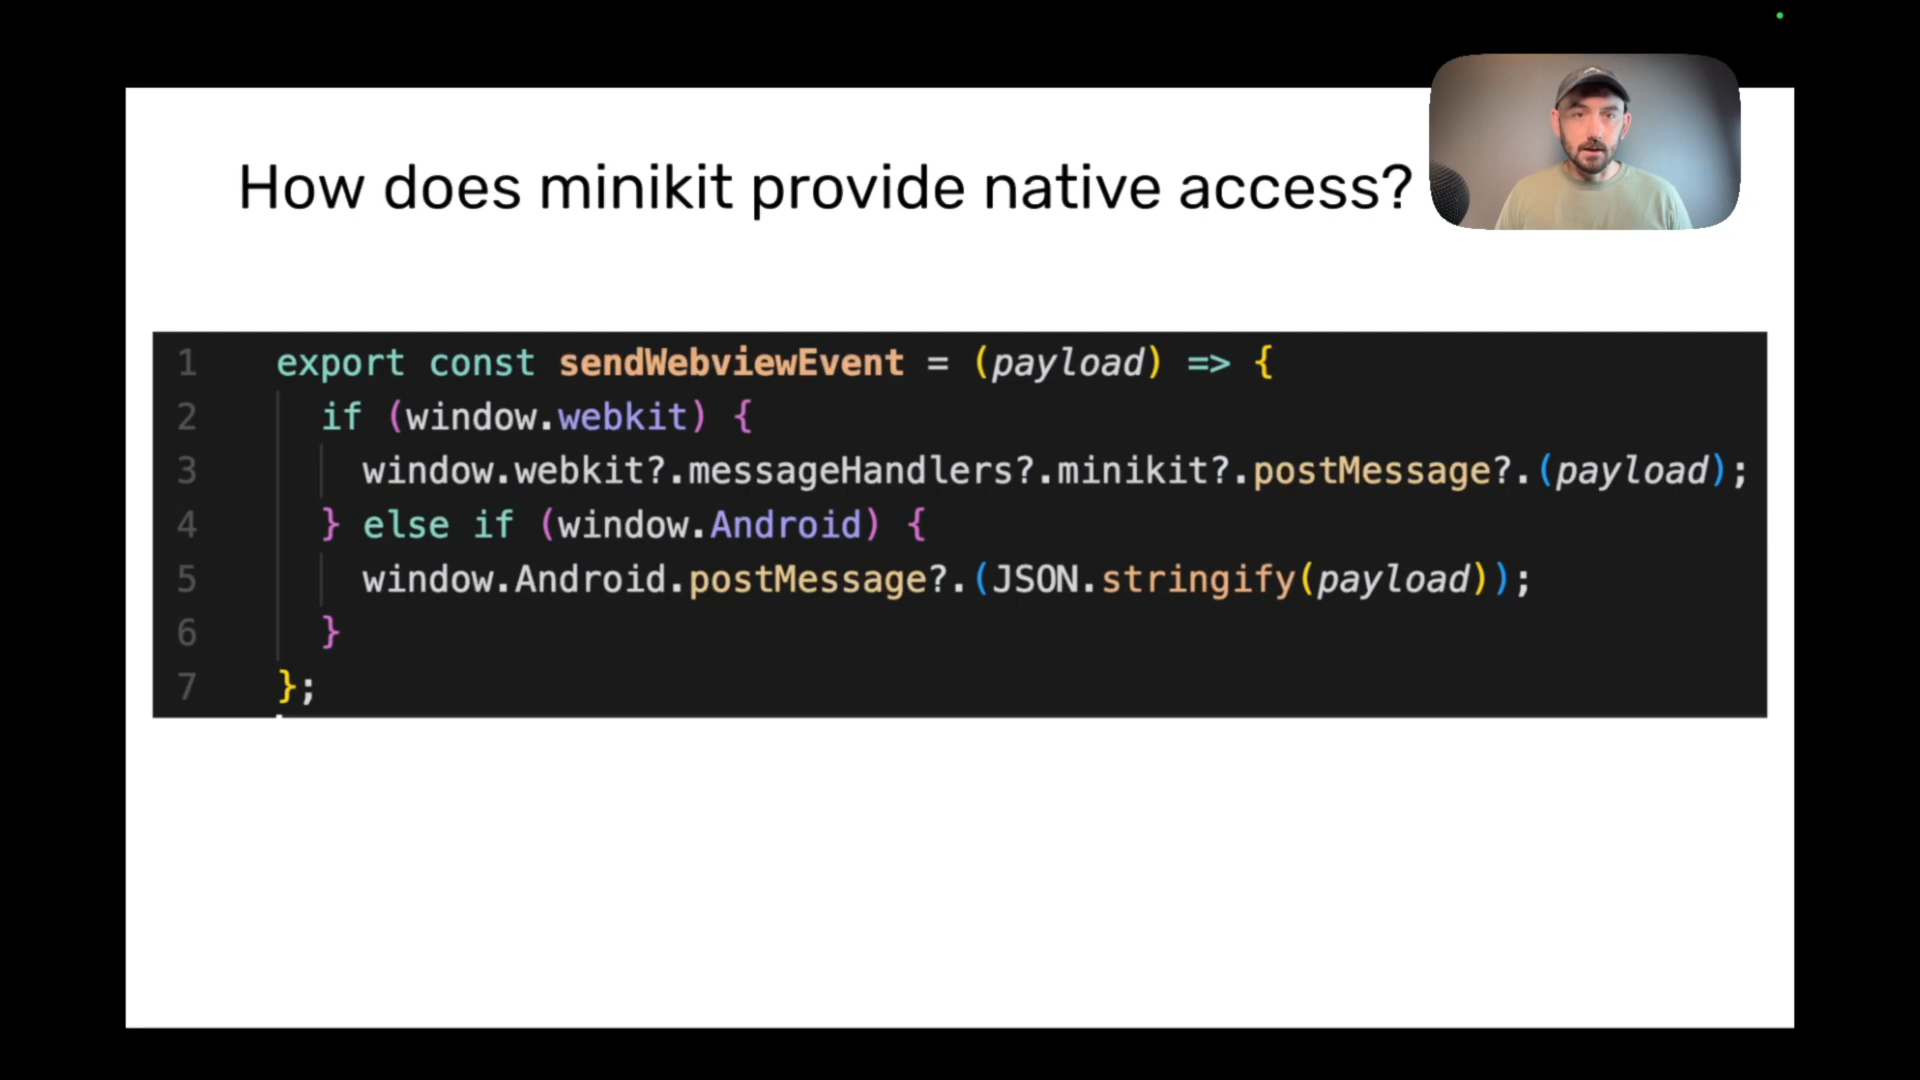 How does minikit provide native access?
1 export const sendWebviewEvent = (payload) => {
2 if (window.webkit) {
3 window.webkit?.messageHandlers?.minikit?.postMessage?.(payload);
4 } else if (window.Android) {
5 window.Android.postMessage?.(JSON.stringify(payload));
6 }
7 };